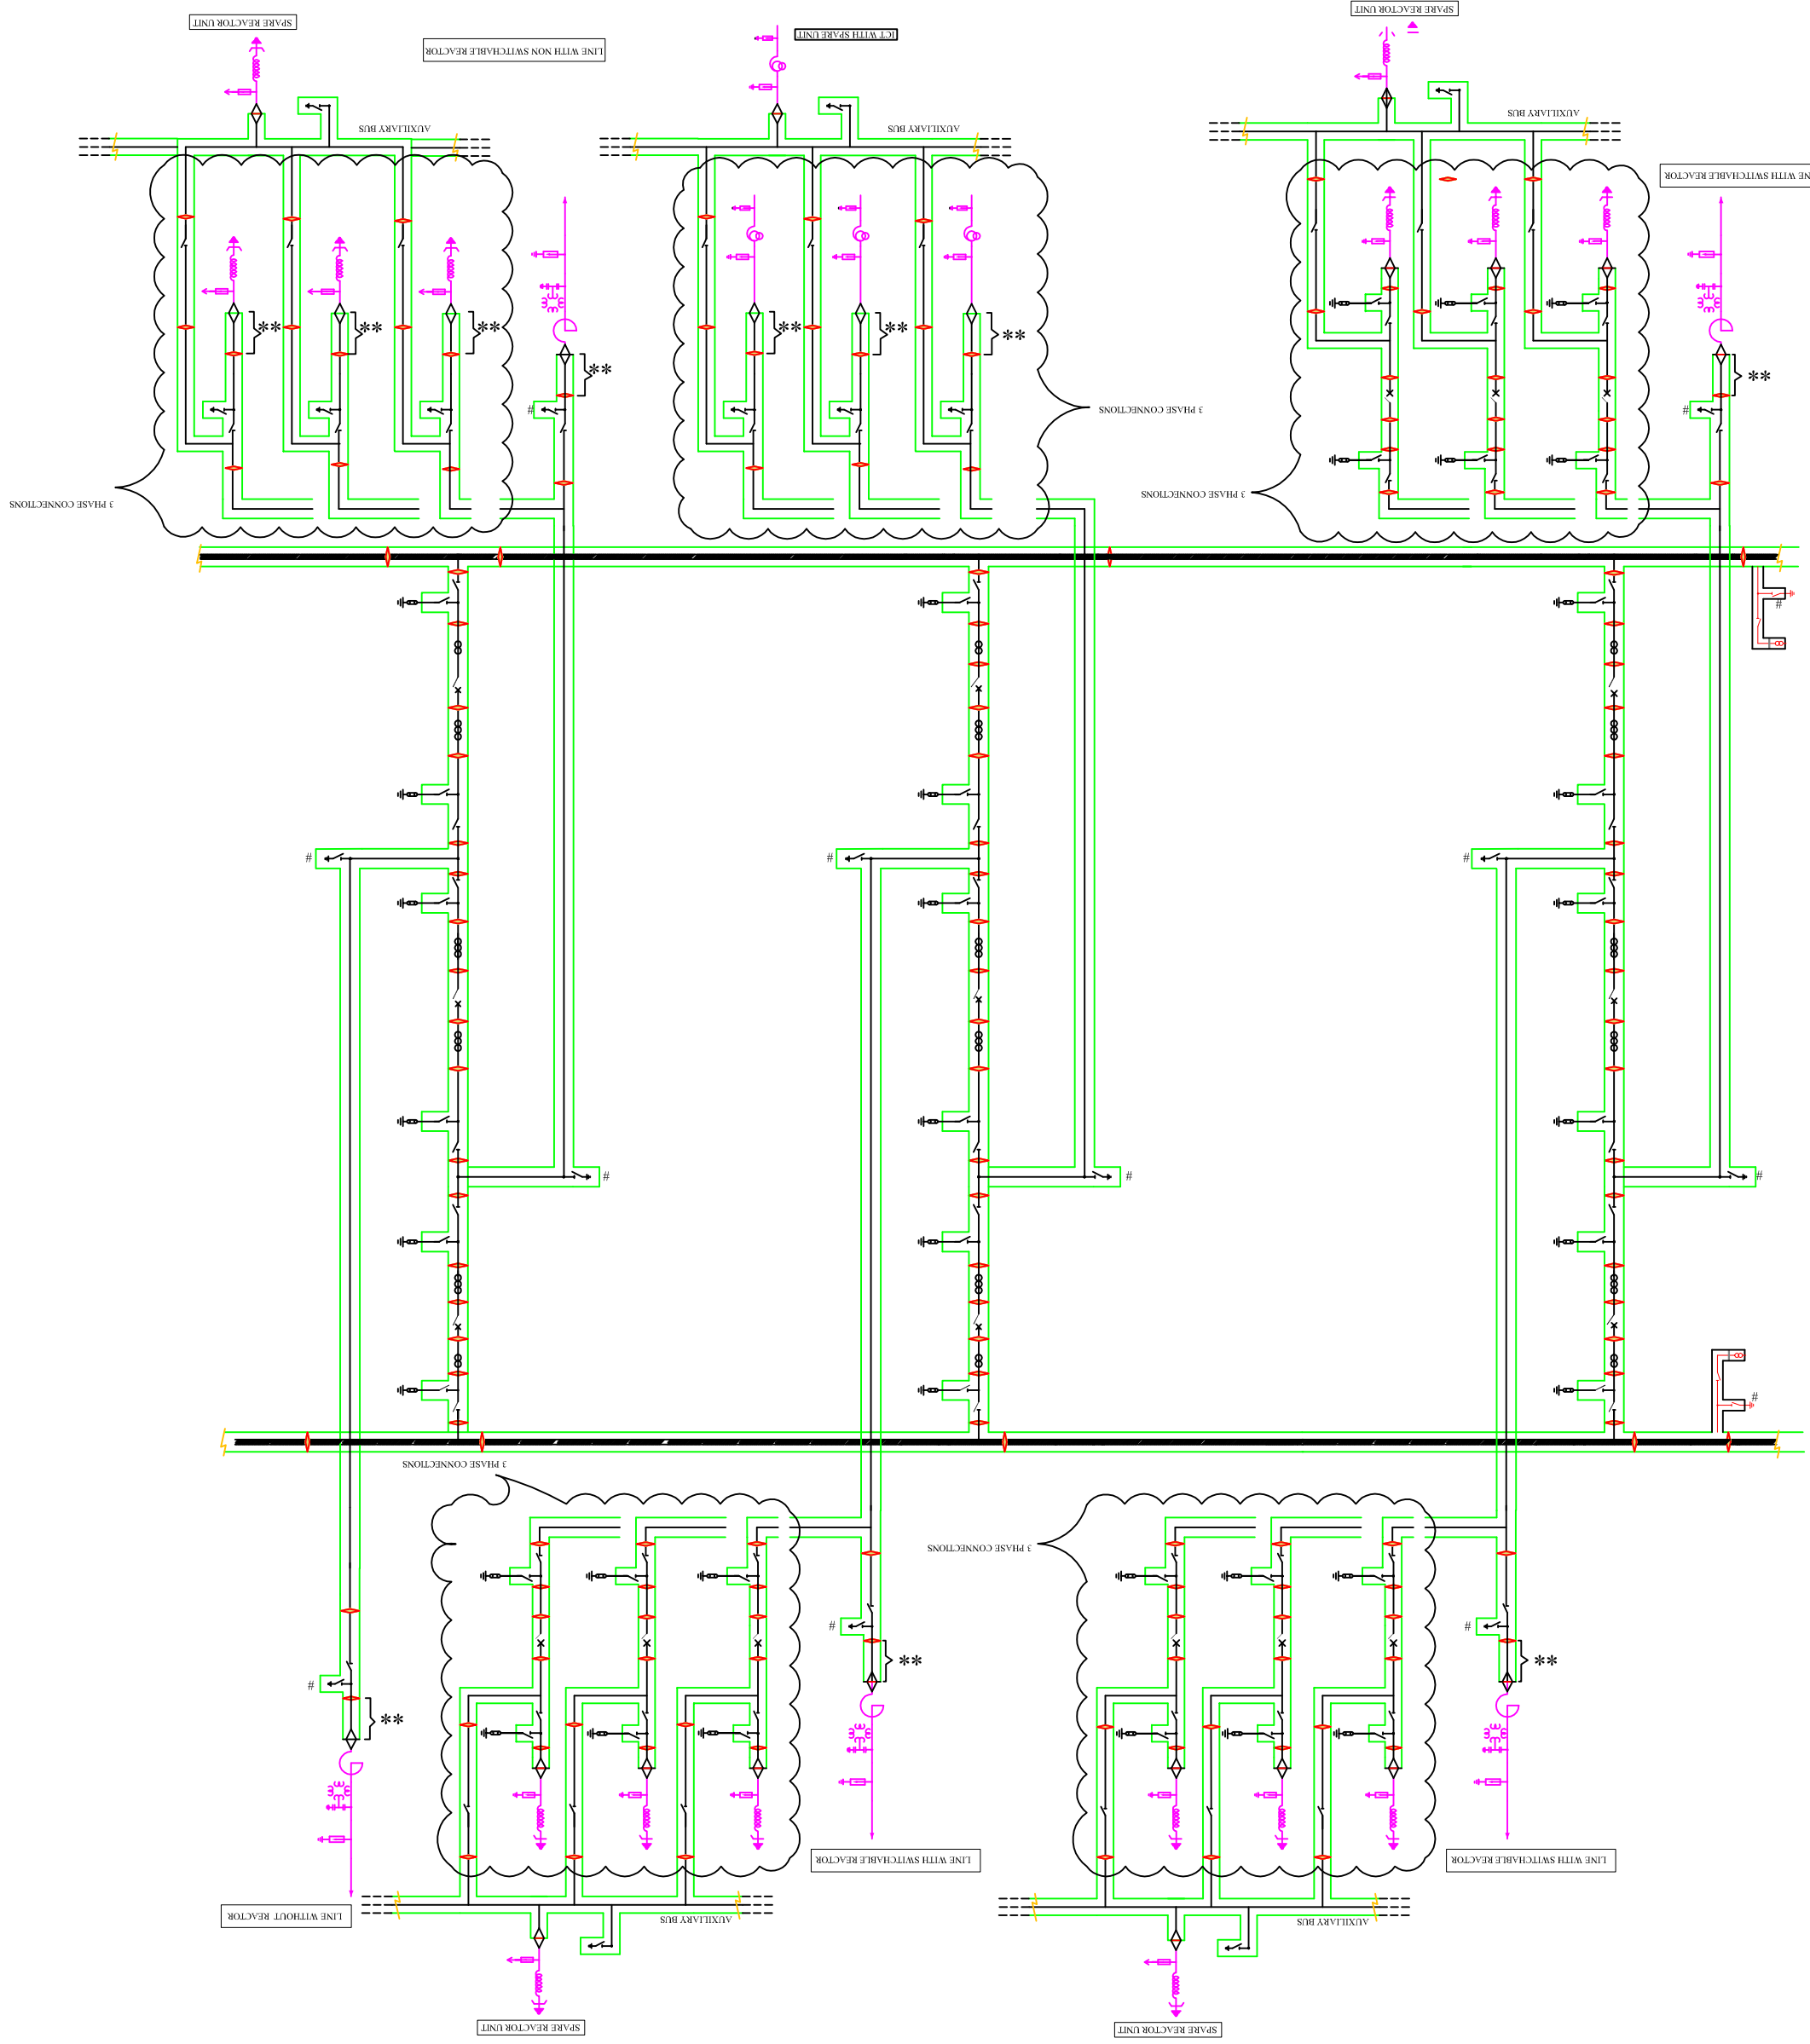 SPARE REACTOR UNIT
SPARE REACTOR UNIT
AUXILIARY BUS
AUXILIARY BUS
LINE WITHOUT REACTOR
LINE WITH SWITCHABLE REACTOR
LINE WITH SWITCHABLE REACTOR
**
#
**
**
#
#
3 PHASE CONNECTIONS
3 PHASE CONNECTIONS
#
#
#
#
#
#
#
#
3 PHASE CONNECTIONS
3 PHASE CONNECTIONS
#
#
3 PHASE CONNECTIONS
**
**
**
**
**
**
**
**
NE WITH SWITCHABLE REACTOR
AUXILIARY BUS
AUXILIARY BUS
AUXILIARY BUS
LINE WITH NON SWITCHABLE REACTOR
ICT WITH SPARE UNIT
SPARE REACTOR UNIT
SPARE REACTOR UNIT